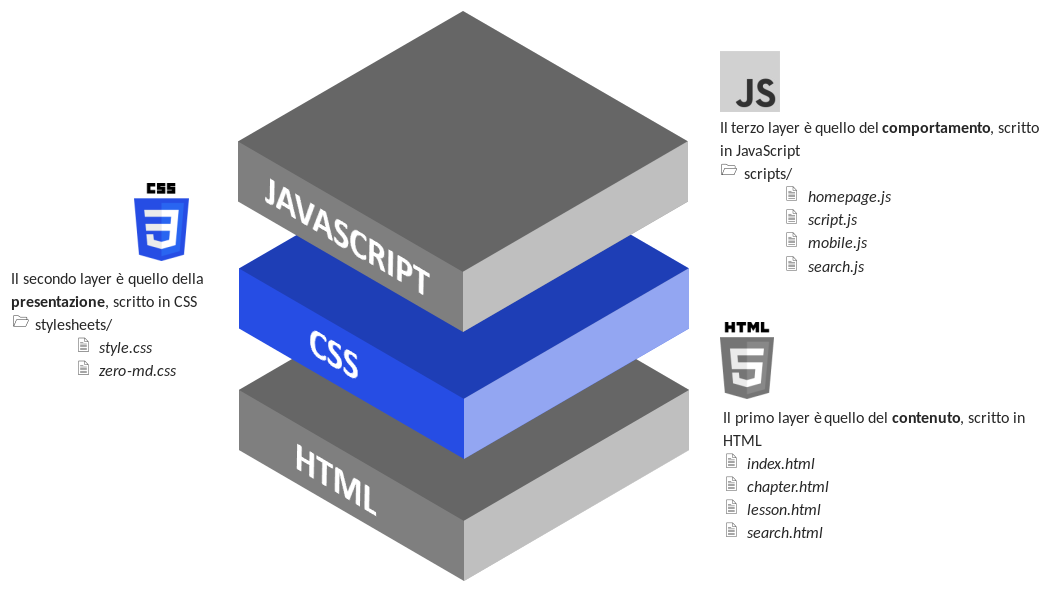 JS
Il terzo layer è quello del comportamento, scritto
in JavaScript
scripts/
homepage.js
script.js
mobile.js
search.js
JAVASCRIPT
CSS
3
Il secondo layer è quello della
presentazione, scritto in CSS
stylesheets/
style.css
zero-md.css
CSS
HTML
5
Il primo layer è quello del contenuto, scritto in
HTML
index.html
chapter.html
lesson.html
search.html
HTML